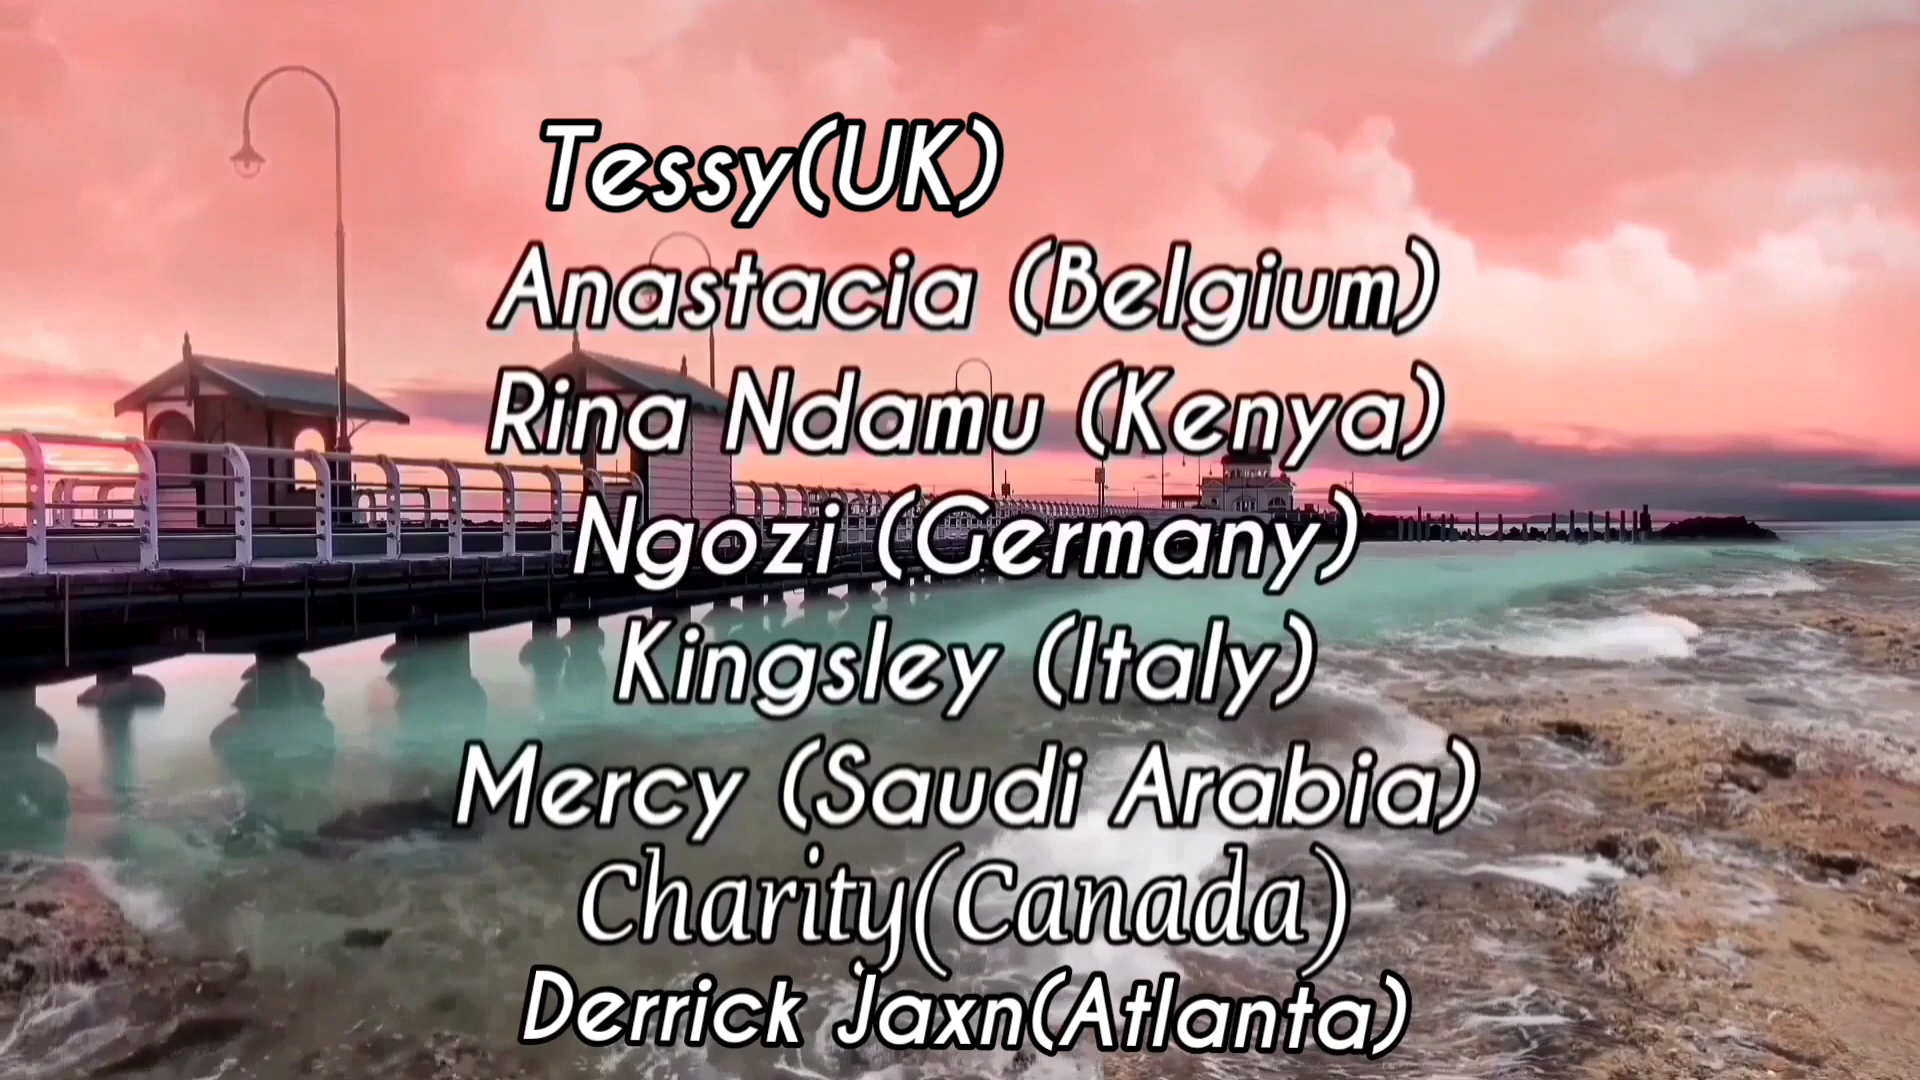 Tessy(UK)
Anastacia (Belgium)
Rina Ndamu (Kenya)
Ngozi (Germany)
Kingsley (Italy)
Mercy (Saudi Arabia)
Charity(Canada)
Derrick Jaxn(Atlanta)